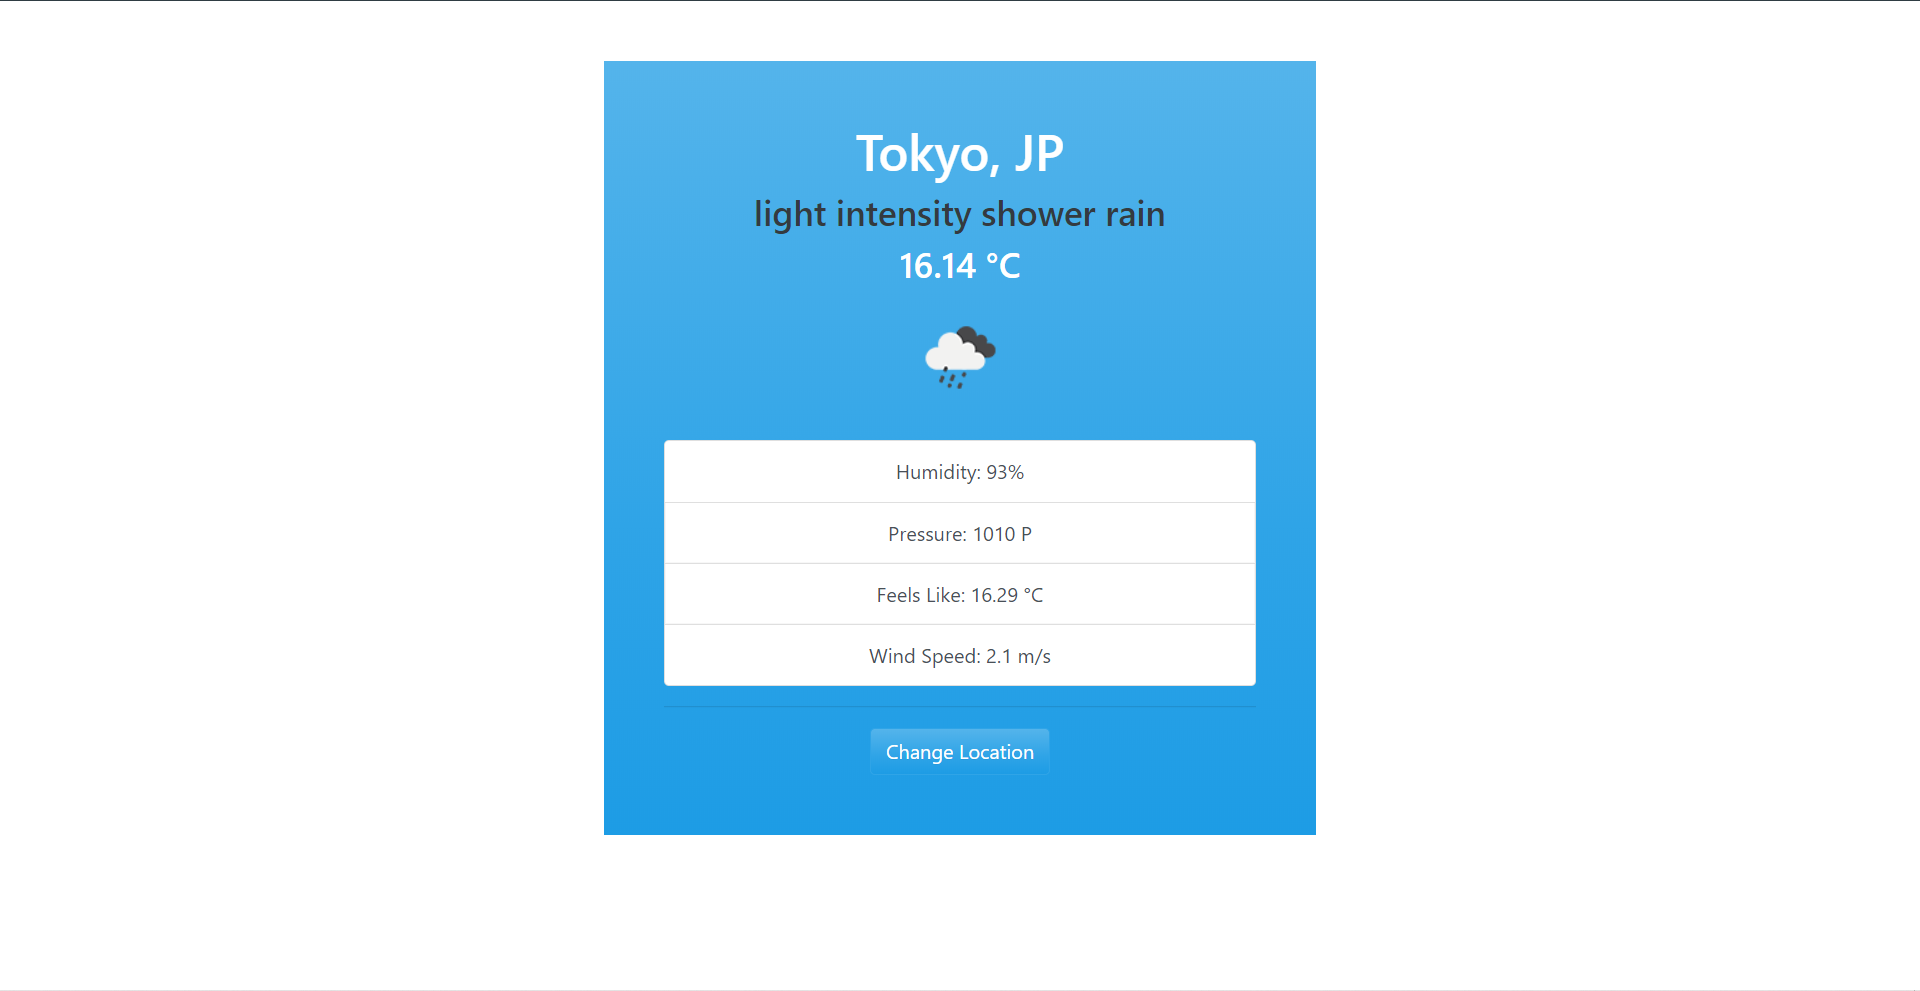 Tokyo, JP
light intensity shower rain
16.14 °C
Humidity: 93%
Pressure: 1010 P
Feels Like: 16.29 °C
Wind Speed: 2.1 m/s
Change Location